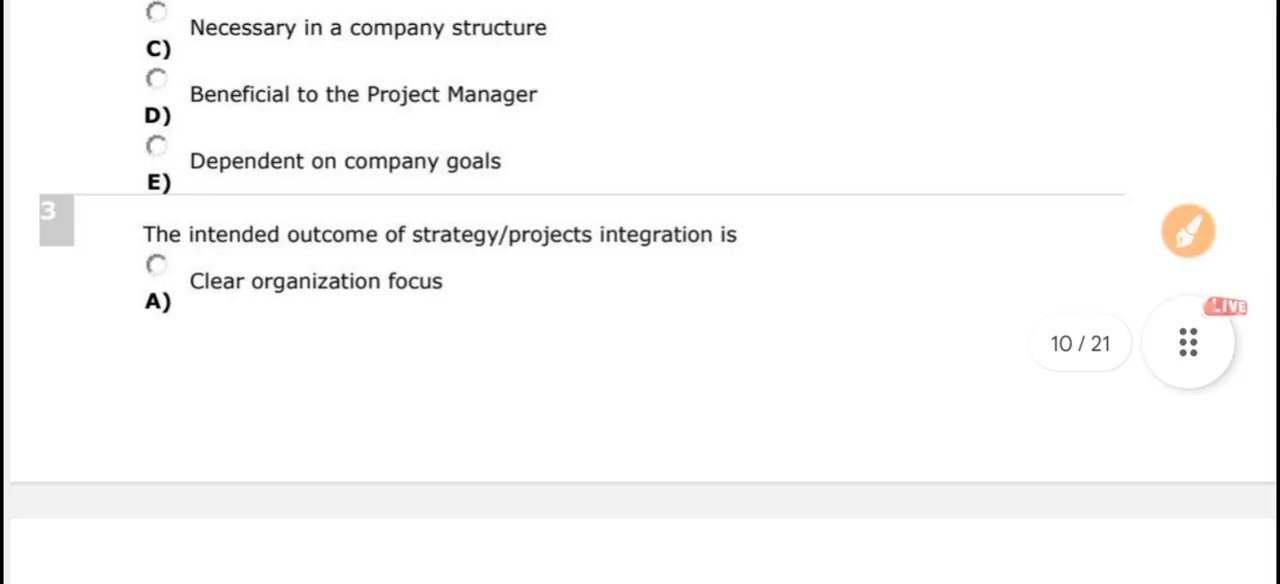 Necessary in a company structure
C)
Beneficial to the Project Manager
D)
Dependent on company goals
E)
3
The intended outcome of strategy/projects integration is
Clear organization focus
A)
LIVE
10 / 21